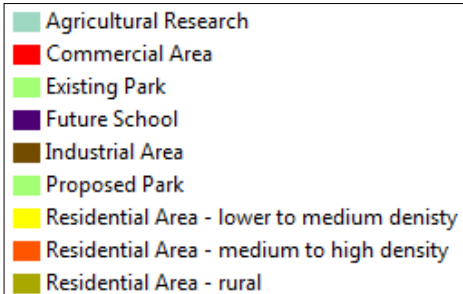 Agricultural Research
Commercial Area
Existing Park
Future School
Industrial Area
Proposed Park
Residential Area - lower to medium denisty
Residential Area - medium to high density
Residential Area - rural